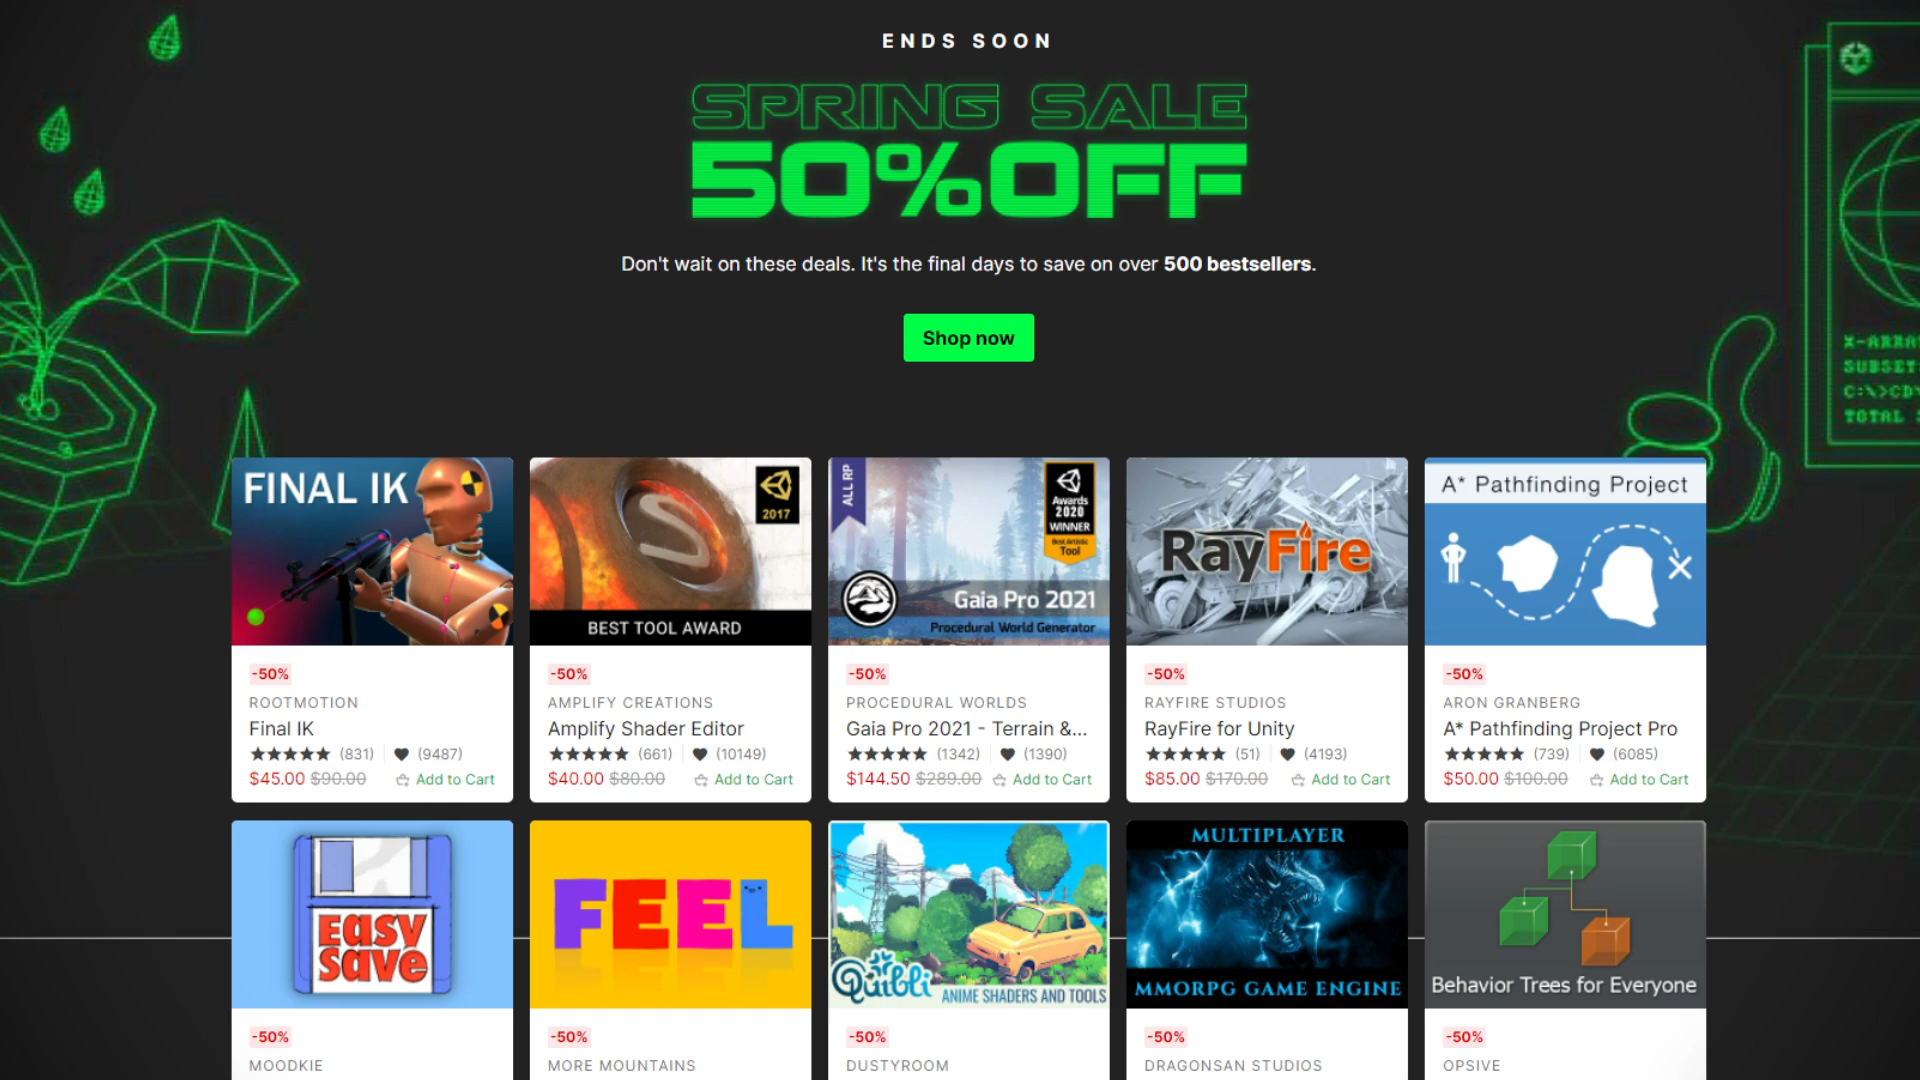 ENDS SOON
SPRING SALE
50%OFF
Don't wait on these deals. It's the final days to save on over 500 bestsellers.
Shop now
X-ARRA
SUBSET
C:\>CD
TOTAL
FINAL IK
2017
BEST TOOL AWARD
ALL RP
Awards
2020
WINNER
Best Artistic
Tool
Gaia Pro 2021
Procedural World Generator
RayFire
A* Pathfinding Project
-50%
ROOTMOTION
Final IK
(831) (9487)
$45.00 $90.00 Add to Cart
-50%
AMPLIFY CREATIONS
Amplify Shader Editor
(661) (10149)
$40.00 $80.00 Add to Cart
-50%
PROCEDURAL WORLDS
Gaia Pro 2021 - Terrain &...
(1342) (1390)
$144.50 $289.00 Add to Cart
-50%
RAYFIRE STUDIOS
RayFire for Unity
(51) (4193)
$85.00 $170.00 Add to Cart
-50%
ARON GRANBERG
A* Pathfinding Project Pro
(739) (6085)
$50.00 $100.00 Add to Cart
Easy
Save
FEEL
Quibli
ANIME SHADERS AND TOOLS
MULTIPLAYER
MMORPG GAME ENGINE
Behavior Trees for Everyone
-50%
MOODKIE
-50%
MORE MOUNTAINS
-50%
DUSTYROOM
-50%
DRAGONSAN STUDIOS
-50%
OPSIVE